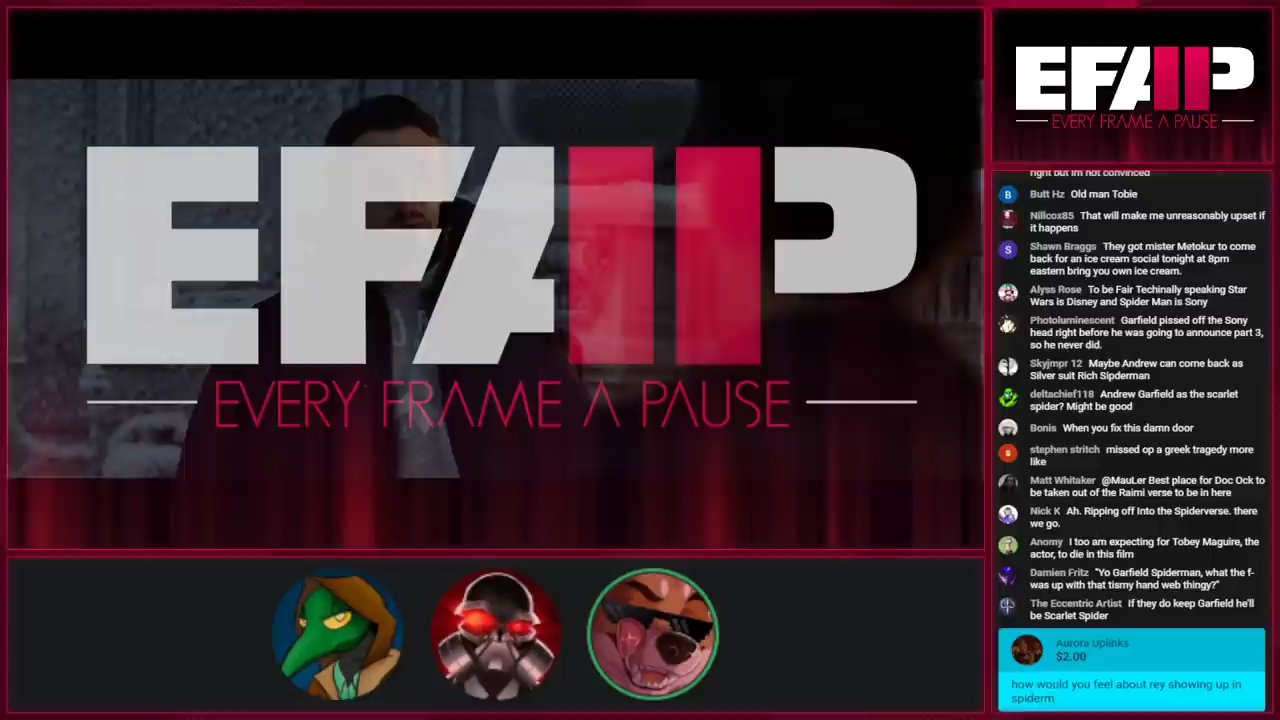 EFAP
EVERY FRAME A PAUSE
EFAP
EVERY FRAME A PAUSE
right but im not convinced
Butt Hz Old man Tobie
Nillcox85 That will make me unreasonably upset if
it happens
Shawn Braggs They got mister Metokur to come
back for an ice cream social tonight at 8pm
eastern bring you own ice cream.
Alyss Rose To be Fair Techinally speaking Star
Wars is Disney and Spider Man is Sony
Photoluminescent Garfield pissed off the Sony
head right before he was going to announce part 3,
so he never did.
Skyjmpr 12 Maybe Andrew can come back as
Silver suit Rich Sipderman
deltachief118 Andrew Garfield as the scarlet
spider? Might be good
Bonis When you fix this damn door
stephen stritch missed op a greek tragedy more
like
Matt Whitaker @MauLer Best place for Doc Ock to
be taken out of the Raimi verse to be in here
Nick K Ah. Ripping off Into the Spiderverse. there
we go.
Anomy I too am expecting for Tobey Maguire, the
actor, to die in this film
Damien Fritz "Yo Garfield Spiderman, what the f-
was up with that tismy hand web thingy?"
The Eccentric Artist If they do keep Garfield he'll
be Scarlet Spider
Aurora Uplinks
$2.00
how would you feel about rey showing up in
spiderm